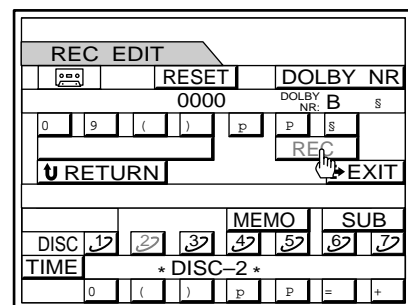 REC EDIT
RESET DOLBY NR
0000 DOLBY NR: B §
0 9 ( ) p P §
REC
RETURN EXIT
MEMO SUB
DISC 1 2 3 4 5 6 7
TIME * DISC–2 *
0 ( ) p P = +